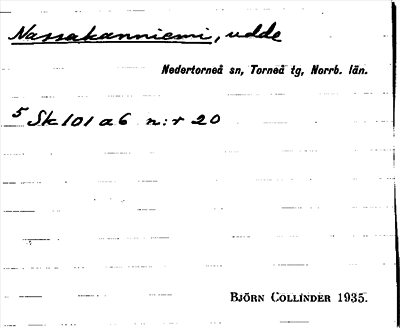 Nassakanniemi, udde
Nedertorneå sn, Torneå tg, Norrb. län.
5 Sk 101 a 6 n:r 20
BJÖRN COLLINDER 1935.